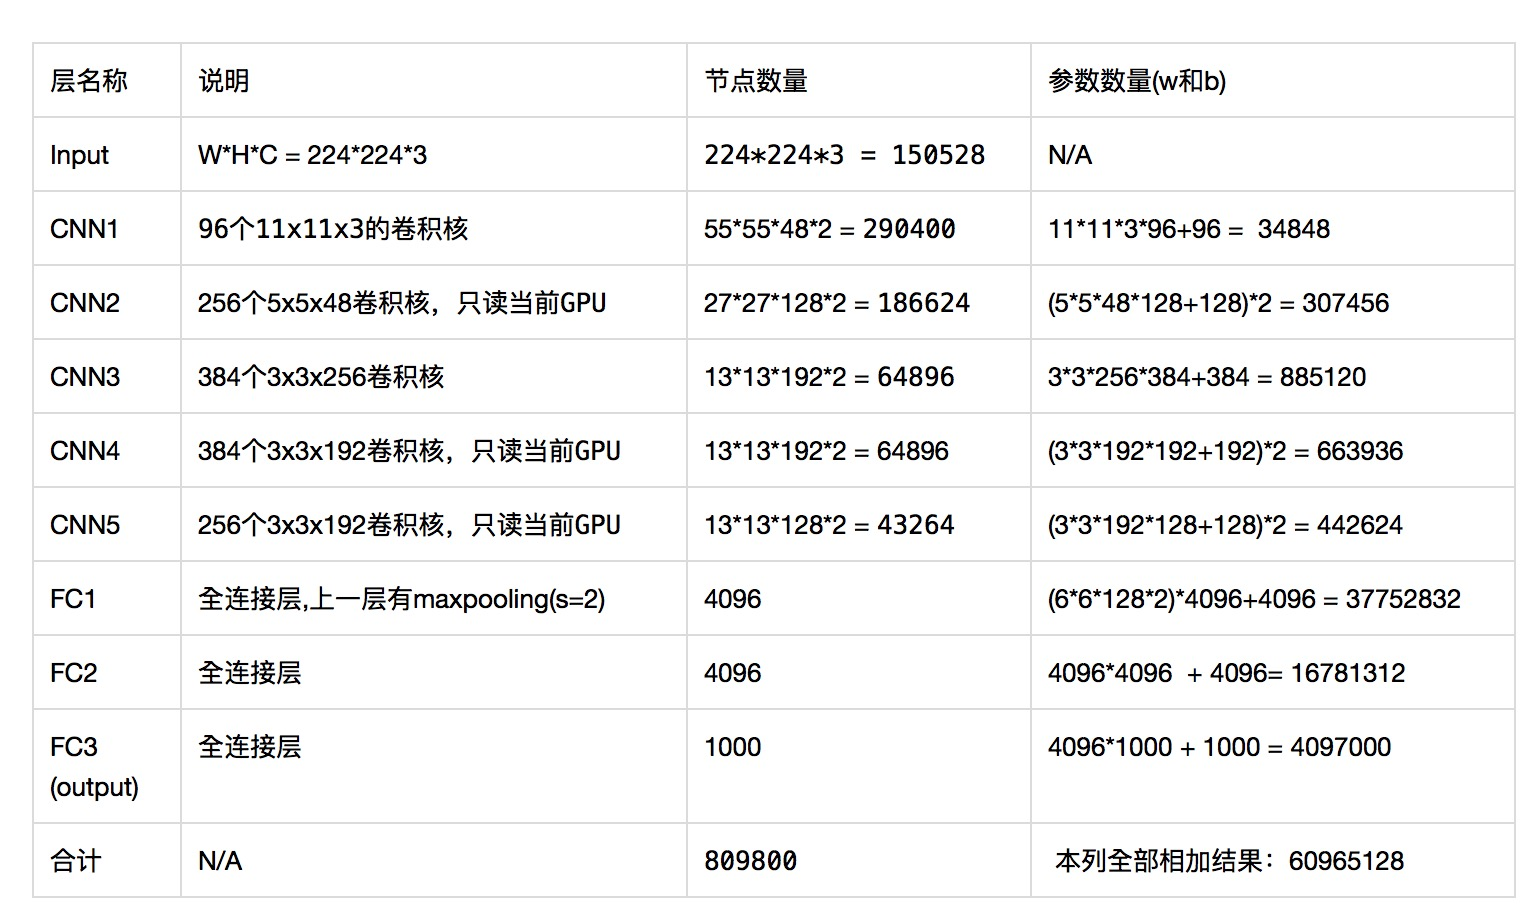 层名称 说明 节点数量 参数数量(w和b)
Input W*H*C = 224*224*3 224*224*3 = 150528 N/A
CNN1 96个11x11x3的卷积核 55*55*48*2 = 290400 11*11*3*96+96 = 34848
CNN2 256个5x5x48卷积核，只读当前GPU 27*27*128*2 = 186624 (5*5*48*128+128)*2 = 307456
CNN3 384个3x3x256卷积核 13*13*192*2 = 64896 3*3*256*384+384 = 885120
CNN4 384个3x3x192卷积核，只读当前GPU 13*13*192*2 = 64896 (3*3*192*192+192)*2 = 663936
CNN5 256个3x3x192卷积核，只读当前GPU 13*13*128*2 = 43264 (3*3*192*128+128)*2 = 442624
FC1 全连接层,上一层有maxpooling(s=2) 4096 (6*6*128*2)*4096+4096 = 37752832
FC2 全连接层 4096 4096*4096 + 4096= 16781312
FC3 全连接层 1000 4096*1000 + 1000 = 4097000
(output)
合计 N/A 809800 本列全部相加结果：60965128